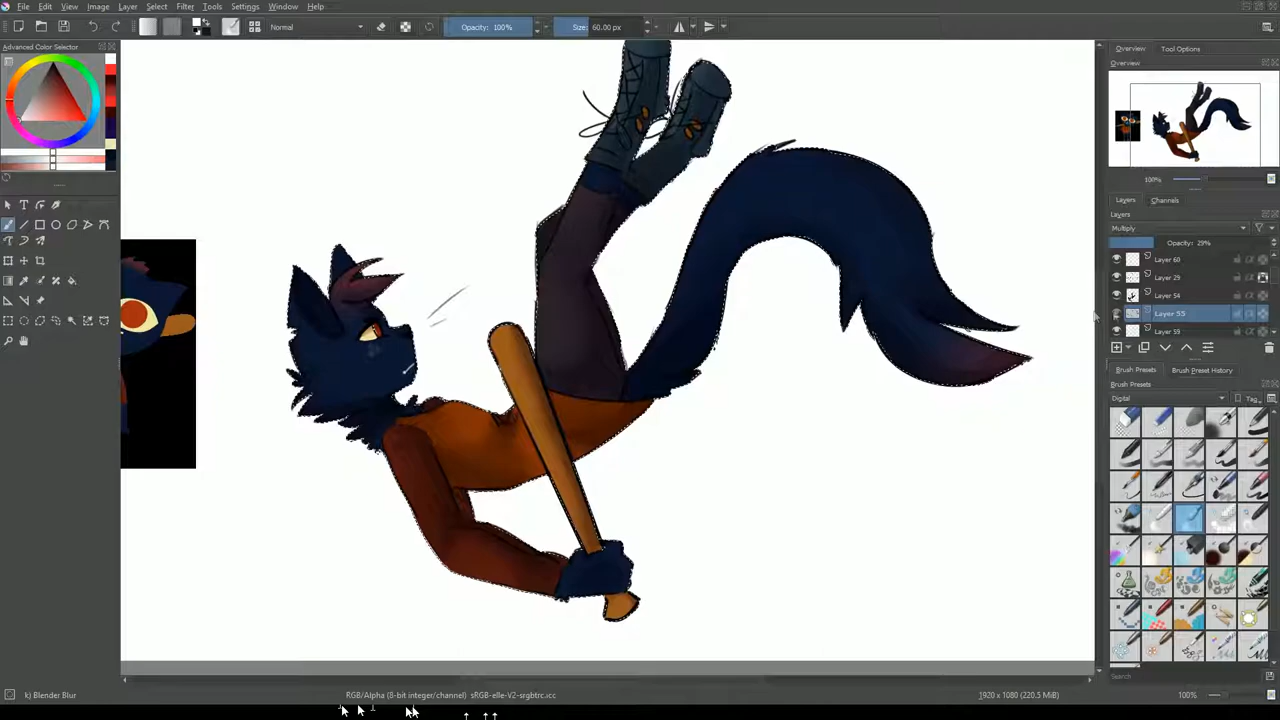 File Edit View Image Layer Select Filter Tools Settings Window Help
Normal Opacity: 100% Size: 60.00 px
Advanced Color Selector
Overview Tool Options
Overview
100%
Layers Channels
Layers
Multiply
Opacity: 29%
Layer 60
Layer 29
Layer 54
Layer 55
Layer 59
Brush Presets Brush Preset History
Brush Presets
Digital Tag
Search
k) Blender Blur RGB/Alpha (8-bit integer/channel) sRGB-elle-V2-srgbtrc.icc 1920 x 1080 (220.5 MiB) 100%